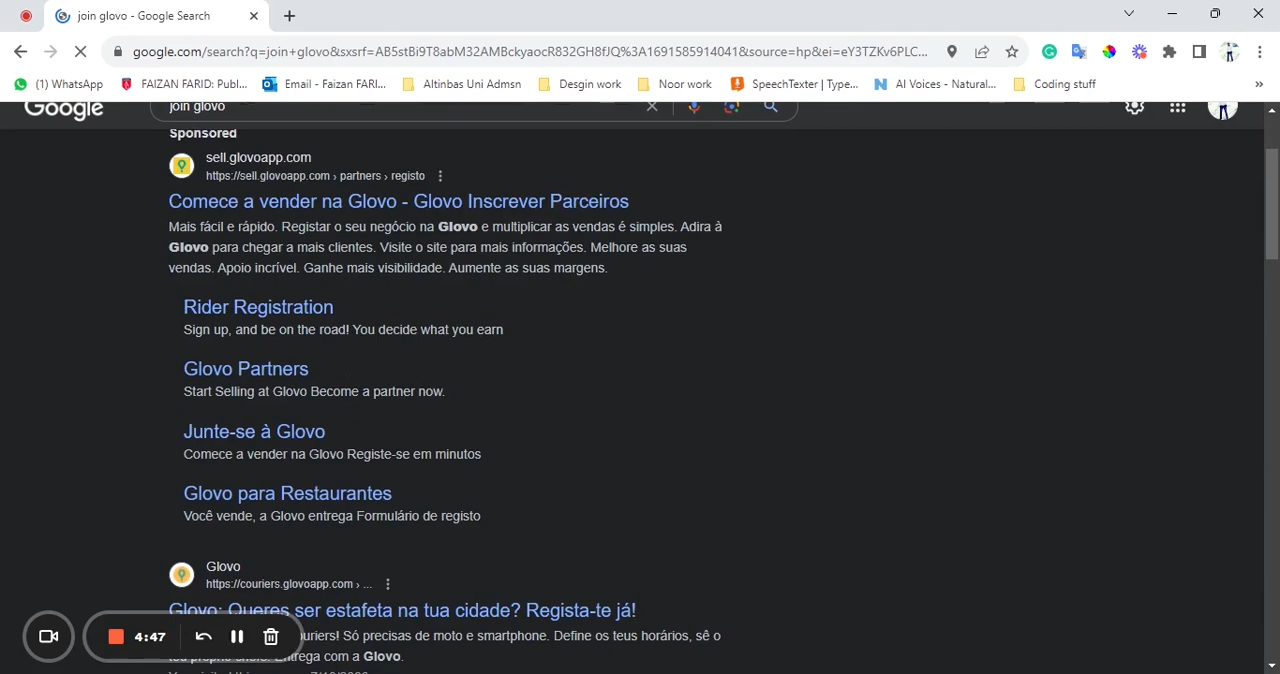 join glovo - Google Search
google.com/search?q=join+glovo&sxsrf=AB5stBi9T8abM32AMBckyaocR832GH8fJQ%3A1691585914041&source=hp&ei=eY3TZKv6PLC...
(1) WhatsApp
FAIZAN FARID: Publ...
Email - Faizan FARI...
Altinbas Uni Admsn
Desgin work
Noor work
SpeechTexter | Type...
AI Voices - Natural...
Coding stuff
Google
join glovo
Sponsored
sell.glovoapp.com
https://sell.glovoapp.com › partners › registo
Comece a vender na Glovo - Glovo Inscrever Parceiros
Mais fácil e rápido. Registar o seu negócio na Glovo e multiplicar as vendas é simples. Adira à
Glovo para chegar a mais clientes. Visite o site para mais informações. Melhore as suas
vendas. Apoio incrível. Ganhe mais visibilidade. Aumente as suas margens.
Rider Registration
Sign up, and be on the road! You decide what you earn
Glovo Partners
Start Selling at Glovo Become a partner now.
Junte-se à Glovo
Comece a vender na Glovo Registe-se em minutos
Glovo para Restaurantes
Você vende, a Glovo entrega Formulário de registo
Glovo
https://couriers.glovoapp.com › ...
Glovo: Queres ser estafeta na tua cidade? Regista-te já!
uriers! Só precisas de moto e smartphone. Define os teus horários, sê o
Entrega com a Glovo.
4:47